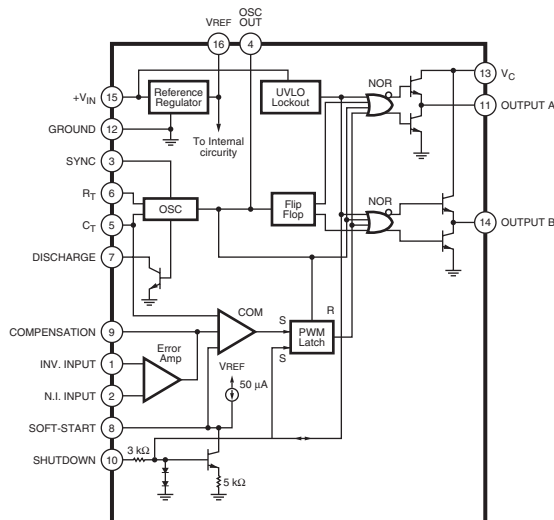 VREF
OSC
OUT
16
4
+VIN
15
Reference
Regulator
UVLO
Lockout
NOR
13
VC
11
OUTPUT A
GROUND
12
To Internal
circurity
SYNC
3
RT
6
OSC
Flip
Flop
NOR
CT
5
14
OUTPUT B
DISCHARGE
7
COM
R
COMPENSATION
9
S
PWM
Latch
S
Error
Amp
INV. INPUT
1
VREF
50 µA
N.I. INPUT
2
SOFT-START
8
SHUTDOWN
10
3 kΩ
5 kΩ